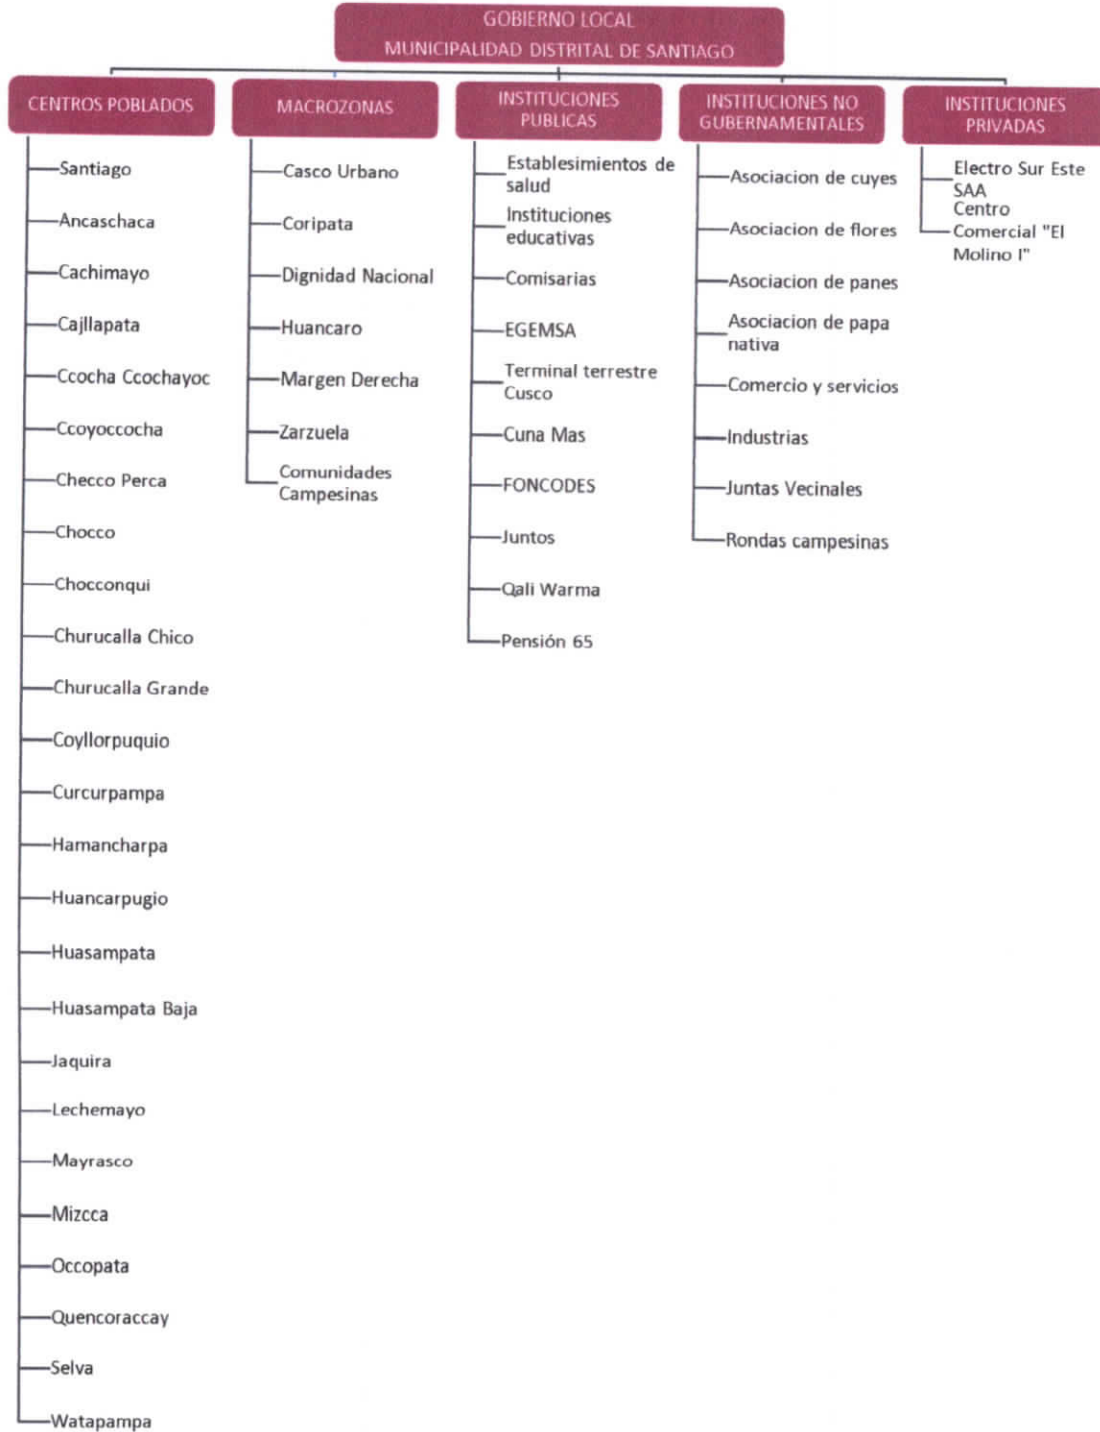 GOBIERNO LOCAL
MUNICIPALIDAD DISTRITAL DE SANTIAGO
CENTROS POBLADOS
Santiago
Ancaschaca
Cachimayo
Cajllapata
Ccocha Ccochayoc
Ccoyoccocha
Checco Perca
Chocco
Chocconqui
Churucalla Chico
Churucalla Grande
Coyllorpuquio
Curcurpampa
Hamancharpa
Huancarpugio
Huasampata
Huasampata Baja
Jaquira
Lechemayo
Mayrasco
Mizcca
Occopata
Quencoraccay
Selva
Watapampa
MACROZONAS
Casco Urbano
Coripata
Dignidad Nacional
Huancaro
Margen Derecha
Zarzuela
Comunidades
Campesinas
INSTITUCIONES
PUBLICAS
Establesimientos de
salud
Instituciones
educativas
Comisarias
EGEMSA
Terminal terrestre
Cusco
Cuna Mas
FONCODES
Juntos
Qali Warma
Pensión 65
INSTITUCIONES NO
GUBERNAMENTALES
Asociacion de cuyes
Asociacion de flores
Asociacion de panes
Asociacion de papa
nativa
Comercio y servicios
Industrias
Juntas Vecinales
Rondas campesinas
INSTITUCIONES
PRIVADAS
Electro Sur Este
SAA
Centro
Comercial "El
Molino I"